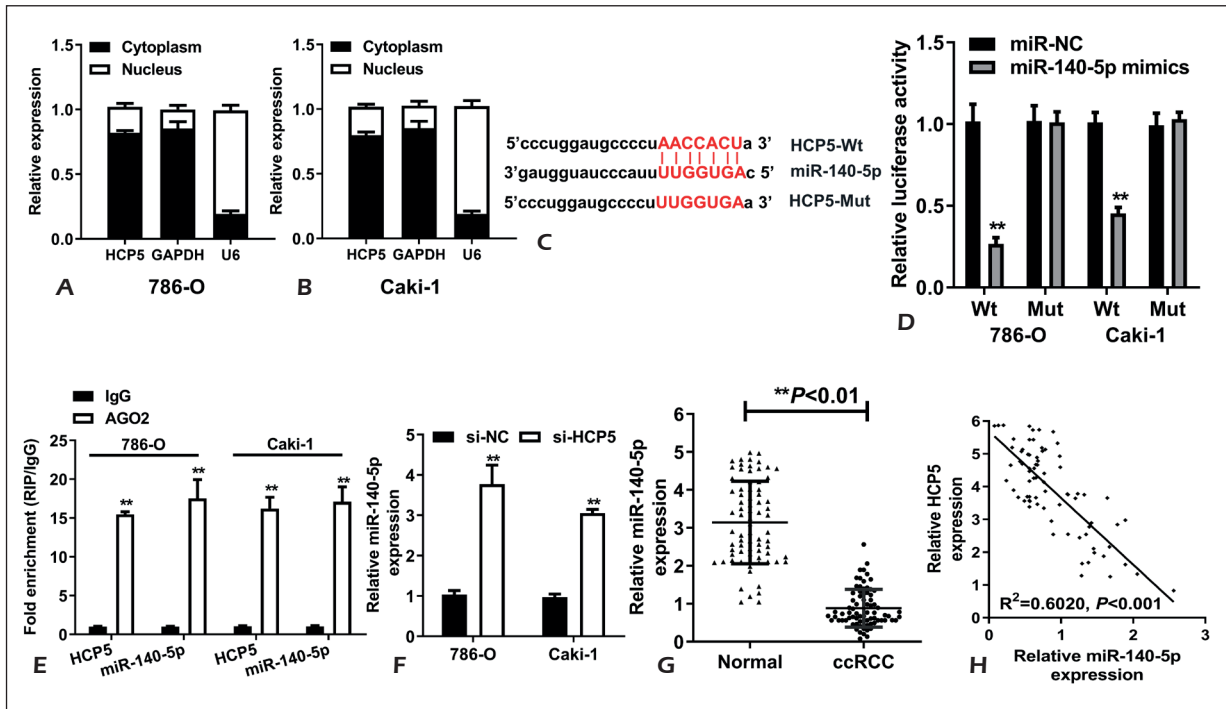 Cytoplasm
Nucleus
Relative expression
1.5
1.0
0.5
0.0
HCP5 GAPDH U6
A
786-O
Cytoplasm
Nucleus
Relative expression
1.5
1.0
0.5
0.0
HCP5 GAPDH U6
B
Caki-1
5’cccuggaugccccuAACCACUa 3’ HCP5-Wt
3’gauggyauucccauuUUGGUGAc 5’ miR-140-5p
5’cccuggaugccccuUUGGUGAa 3’ HCP5-Mut
C
miR-NC
miR-140-5p mimics
Relative luciferase activity
1.5
1.0
0.5
0.0
**
**
Wt Mut Wt Mut
786-O Caki-1
D
IgG
AGO2
Fold enrichment (RIP/IgG)
25
20
15
10
5
0
786-O Caki-1
** ** ** **
HCP5 miR-140-5p HCP5 miR-140-5p
E
si-NC si-HCP5
Relative miR-140-5p
expression
5
4
3
2
1
0
** **
786-O Caki-1
F
**P<0.01
Relative miR-140-5p
expression
6
5
4
3
2
1
0
Normal ccRCC
G
Relative HCP5
expression
6
5
4
3
2
1
0
R2=0.6020, P<0.001
0 1 2 3
Relative miR-140-5p
expression
H